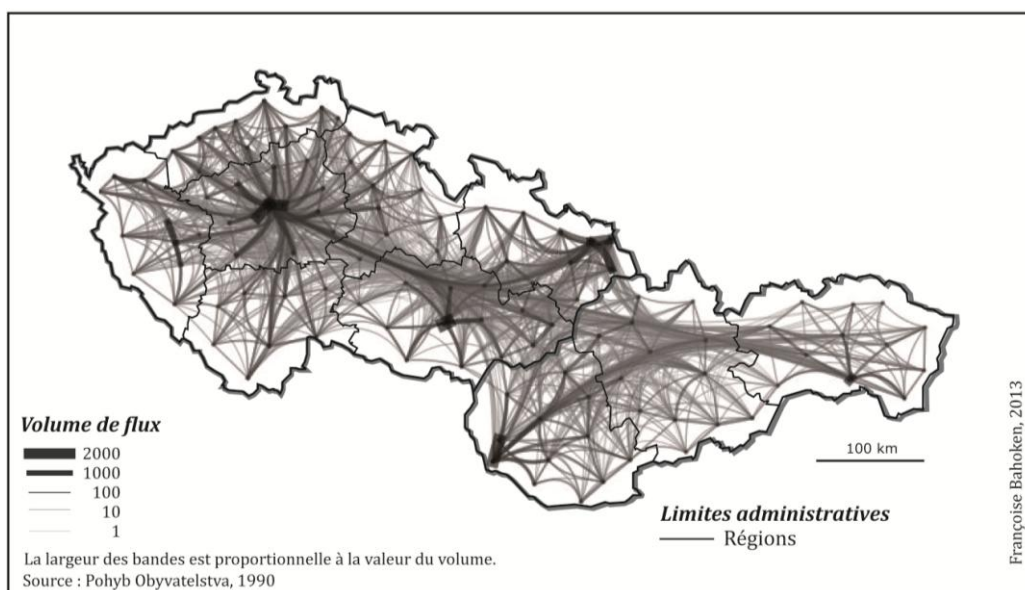 Volume de flux
2000
1000
100
10
1
La largeur des bandes est proportionnelle à la valeur du volume.
Source : Pohyb Obyvatelstva, 1990
100 km
Limites administratives
Régions
Françoise Bahoken, 2013